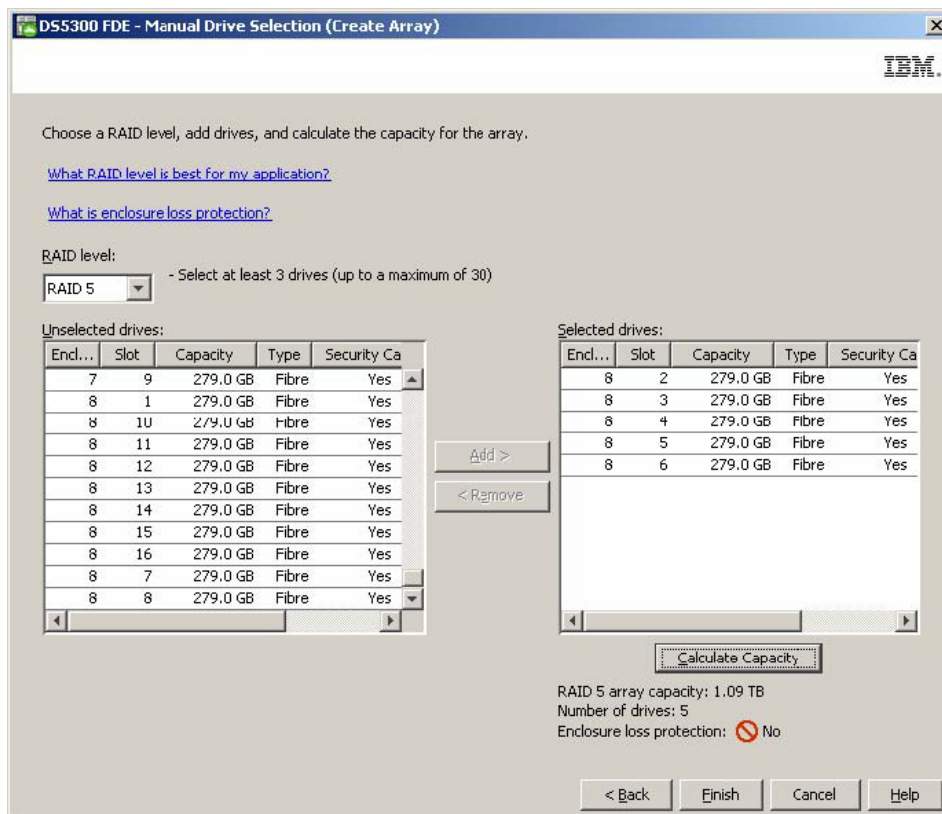 DS5300 FDE - Manual Drive Selection (Create Array)
IBM.
Choose a RAID level, add drives, and calculate the capacity for the array.
What RAID level is best for my application?
What is enclosure loss protection?
RAID level:
RAID 5 - Select at least 3 drives (up to a maximum of 30)
Unselected drives:
Encl... Slot Capacity Type Security Ca
7 9 279.0 GB Fibre Yes
8 1 279.0 GB Fibre Yes
8 10 279.0 GB Fibre Yes
8 11 279.0 GB Fibre Yes
8 12 279.0 GB Fibre Yes
8 13 279.0 GB Fibre Yes
8 14 279.0 GB Fibre Yes
8 15 279.0 GB Fibre Yes
8 16 279.0 GB Fibre Yes
8 7 279.0 GB Fibre Yes
8 8 279.0 GB Fibre Yes
Add >
< Remove
Selected drives:
Encl... Slot Capacity Type Security Ca
8 2 279.0 GB Fibre Yes
8 3 279.0 GB Fibre Yes
8 4 279.0 GB Fibre Yes
8 5 279.0 GB Fibre Yes
8 6 279.0 GB Fibre Yes
Calculate Capacity
RAID 5 array capacity: 1.09 TB
Number of drives: 5
Enclosure loss protection: No
< Back Finish Cancel Help